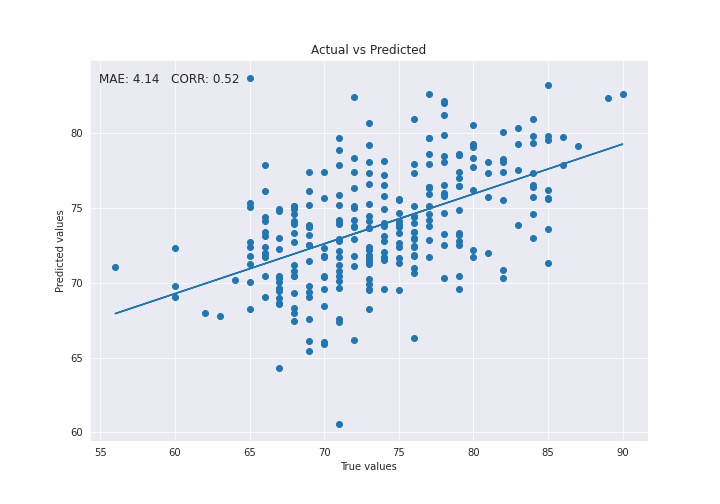 Actual vs Predicted
MAE: 4.14 CORR: 0.52
80
75
70
65
60
Predicted values
55 60 65 70 75 80 85 90
True values